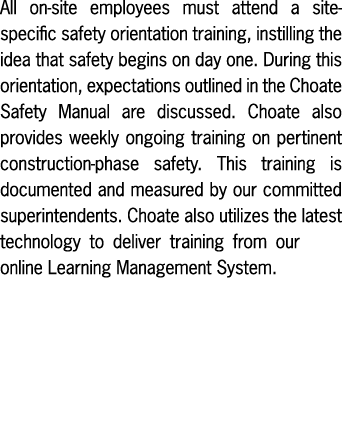 All on-site employees must attend a site-
specific safety orientation training, instilling the
idea that safety begins on day one. During this
orientation, expectations outlined in the Choate
Safety Manual are discussed. Choate also
provides weekly ongoing training on pertinent
construction-phase safety. This training is
documented and measured by our committed
superintendents. Choate also utilizes the latest
technology to deliver training from our
online Learning Management System.